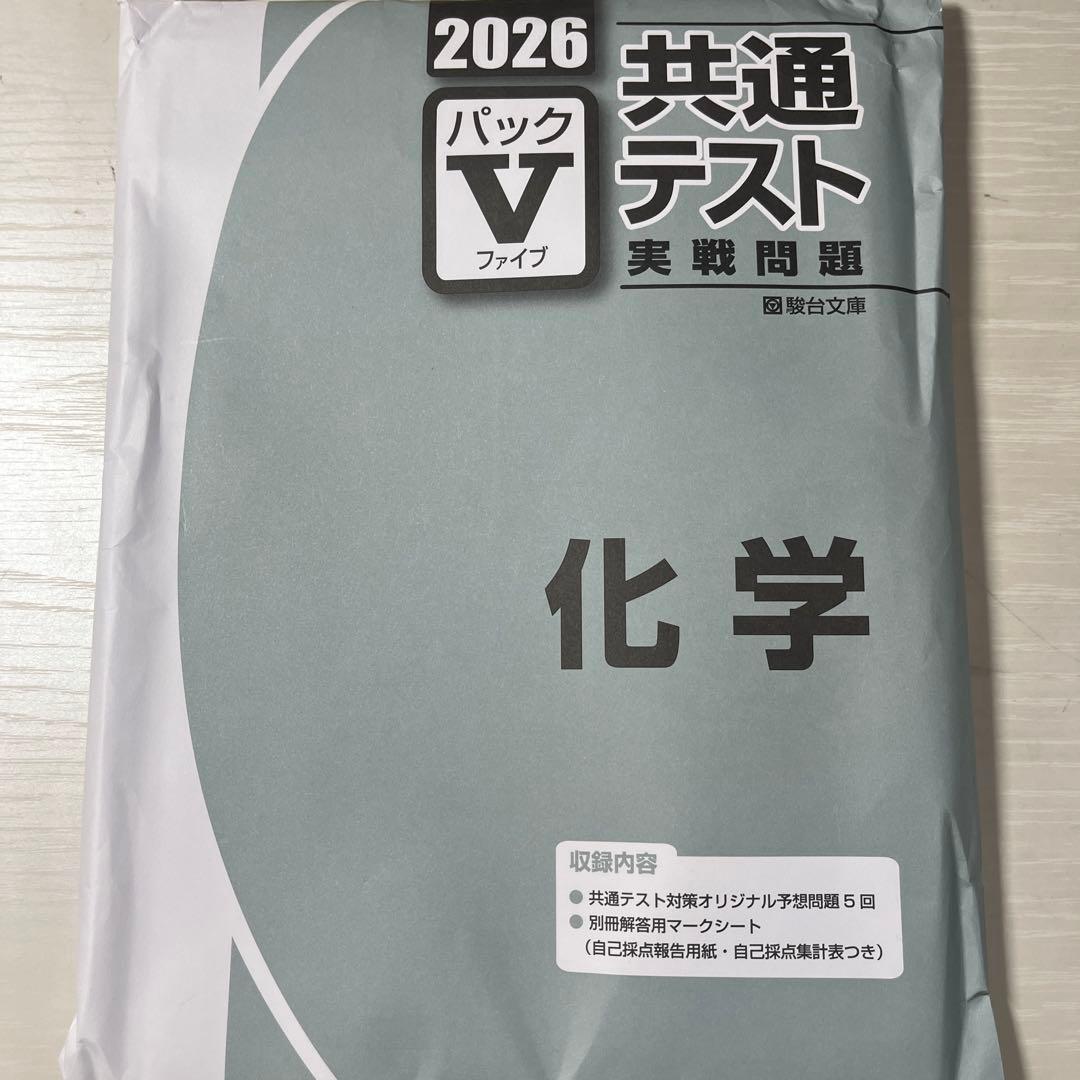 2026
パック
V
ファイブ
共通
テスト
実戦問題
駿台文庫
化学
収録内容
● 共通テスト対策オリジナル予想問題5回
● 別冊解答用マークシート
（自己採点報告用紙・自己採点集計表つき）